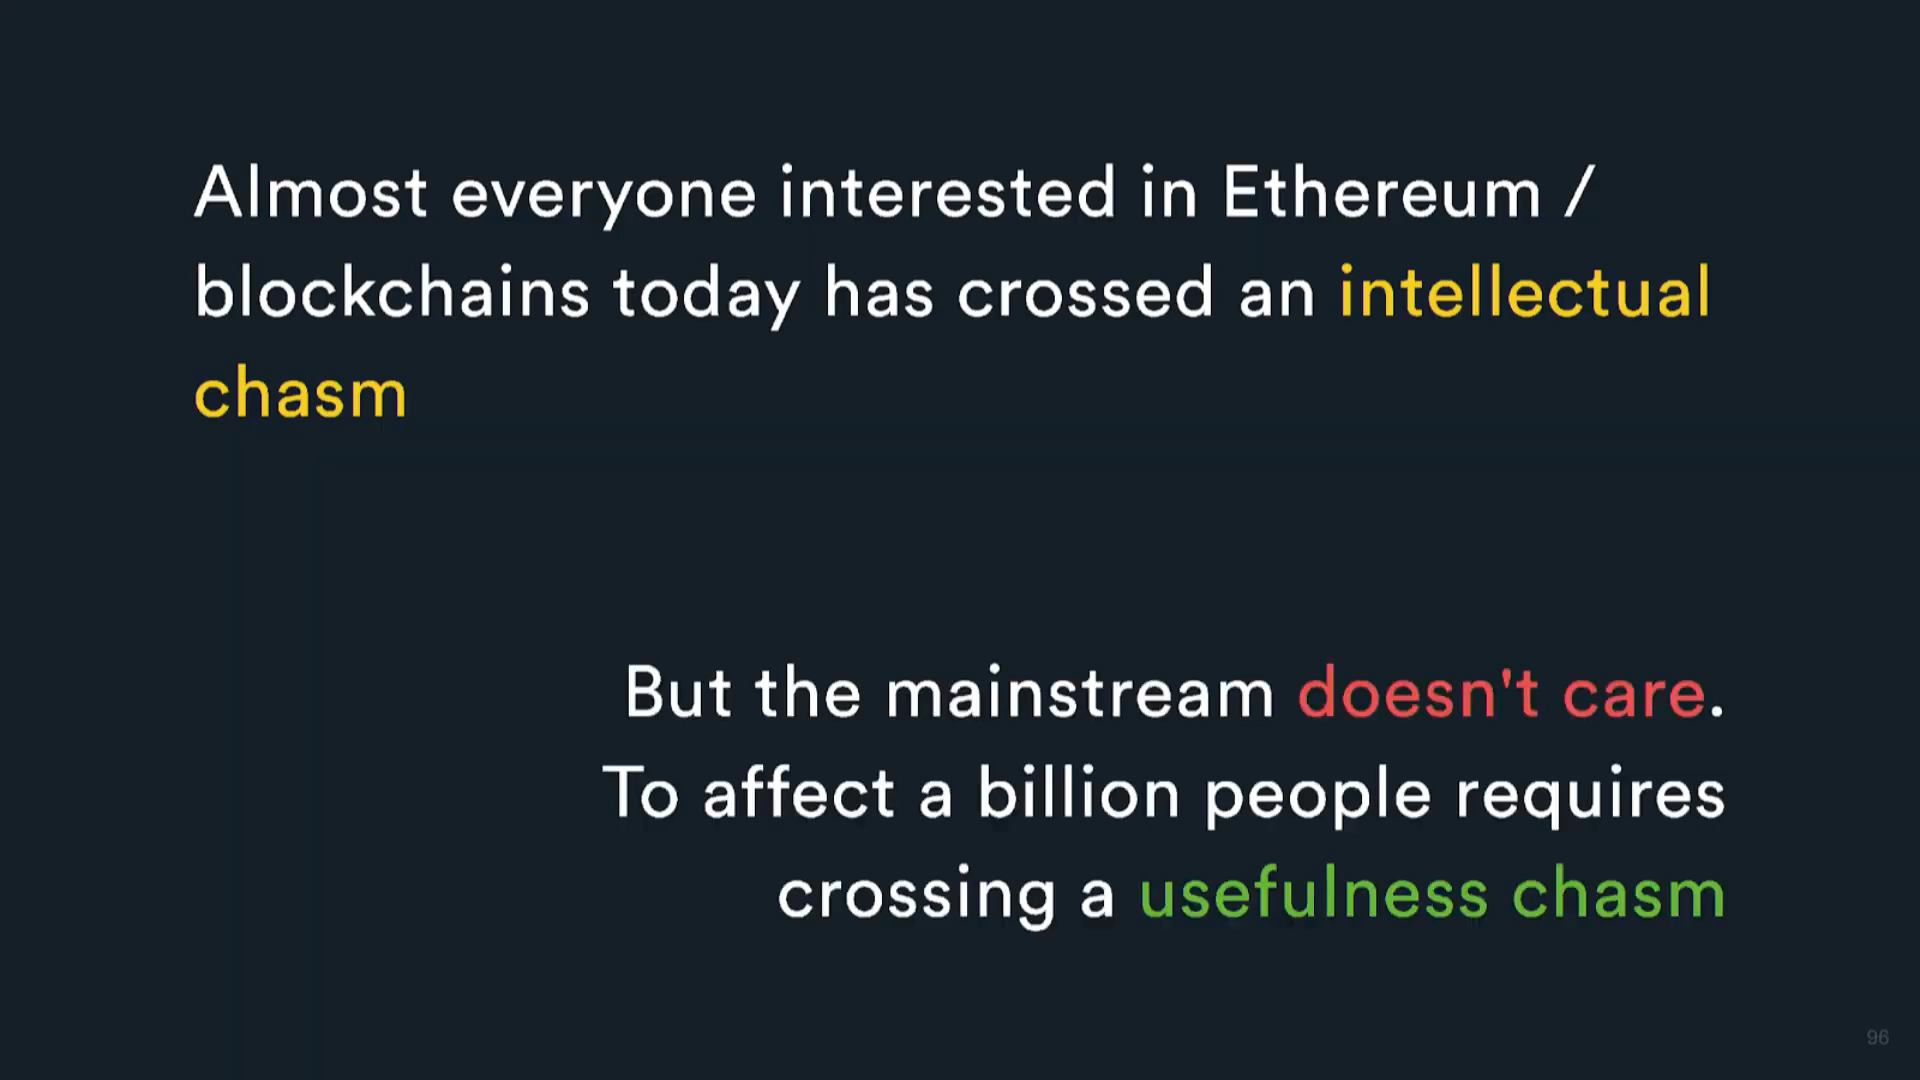 Almost everyone interested in Ethereum /
blockchains today has crossed an intellectual
chasm
But the mainstream doesn't care.
To affect a billion people requires
crossing a usefulness chasm
96